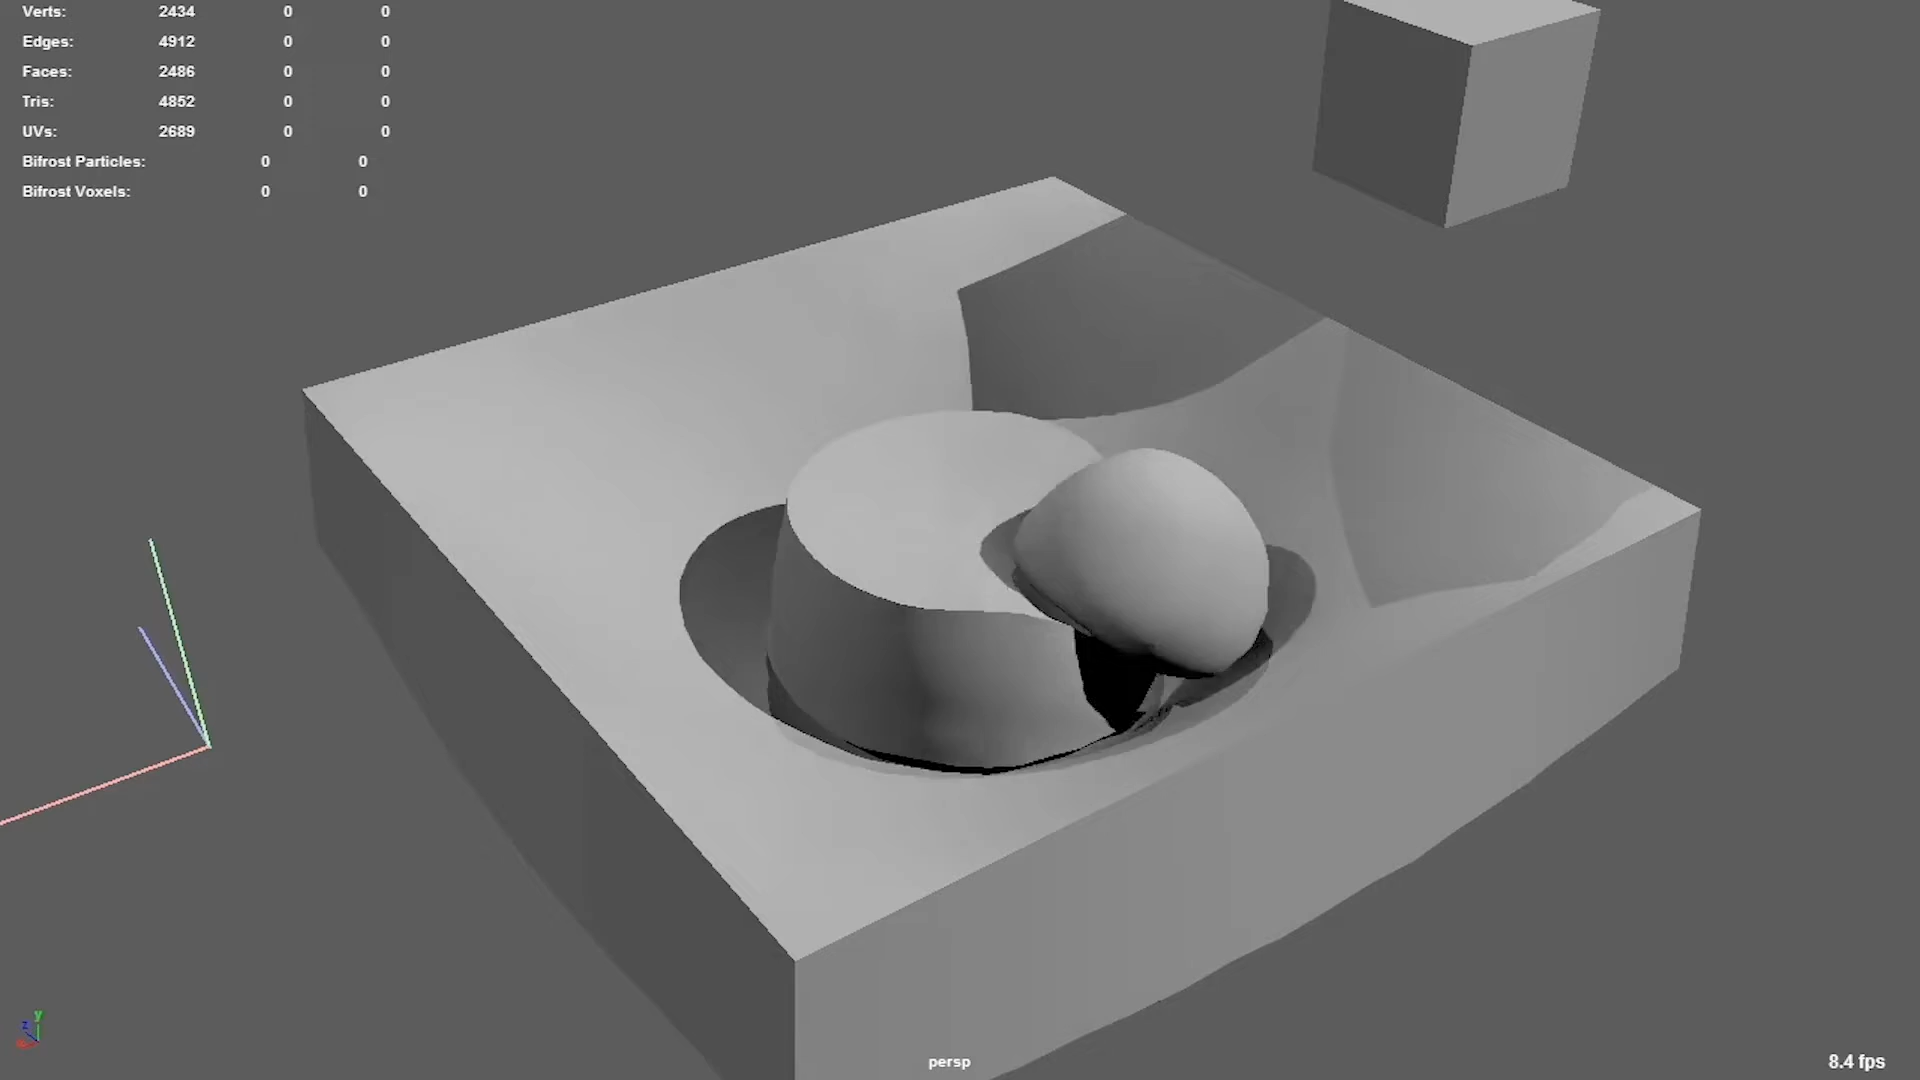 Verts: 2434 0 0
Edges: 4912 0 0
Faces: 2486 0 0
Tris: 4852 0 0
UVs: 2689 0 0
Bifrost Particles: 0 0
Bifrost Voxels: 0 0
y
z
persp
8.4 fps